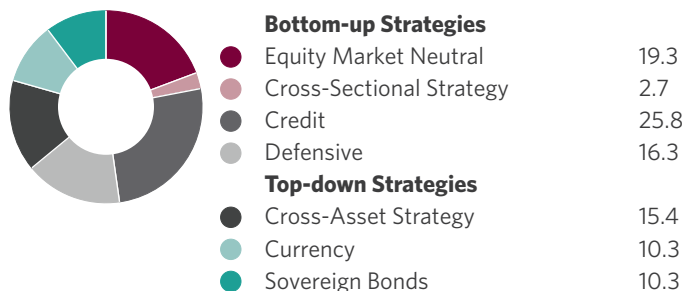 Bottom-up Strategies
Equity Market Neutral 19.3
Cross-Sectional Strategy 2.7
Credit 25.8
Defensive 16.3
Top-down Strategies
Cross-Asset Strategy 15.4
Currency 10.3
Sovereign Bonds 10.3